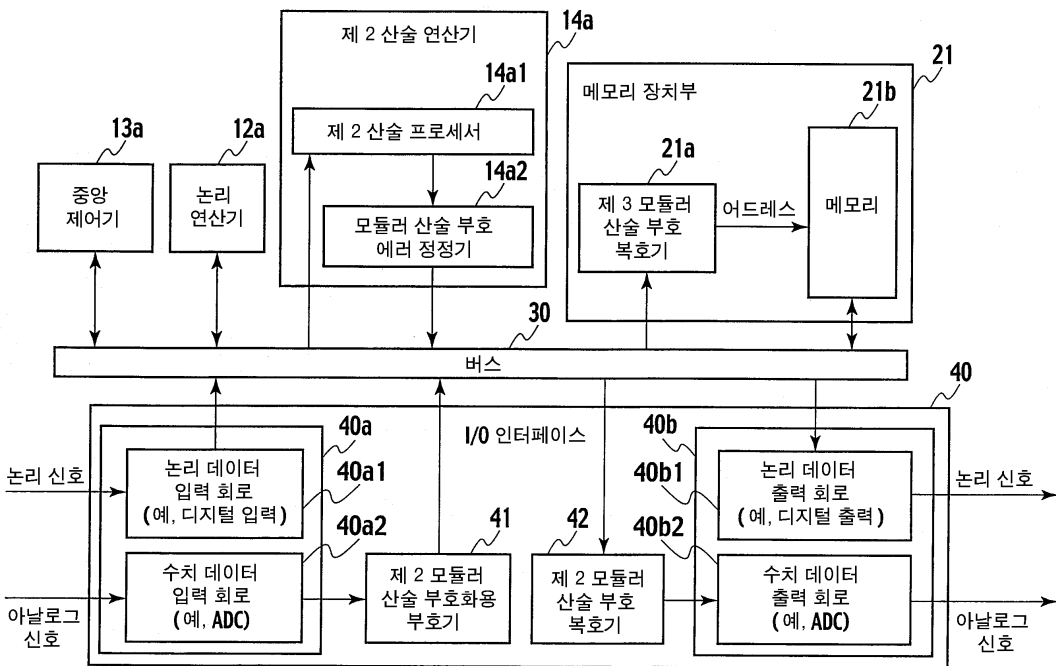 제 2 산술 연산기
14a
14a1
제 2 산술 프로세서
14a2
모듈러 산술 부호
에러 정정기
메모리 장치부
21
21b
메모리
21a
제 3 모듈러
산술 부호
복호기
어드레스
13a
중앙
제어기
12a
논리
연산기
30
버스
40
I/O 인터페이스
40a
논리 신호
논리 데이터
입력 회로
(예, 디지털 입력)
40a1
40a2
아날로그
신호
수치 데이터
입력 회로
(예, ADC)
41
제 2 모듈러
산술 부호화용
부호기
42
제 2 모듈러
산술 부호
복호기
40b
40b1
논리 데이터
출력 회로
(예, 디지털 출력)
논리 신호
40b2
수치 데이터
출력 회로
(예, ADC)
아날로그
신호